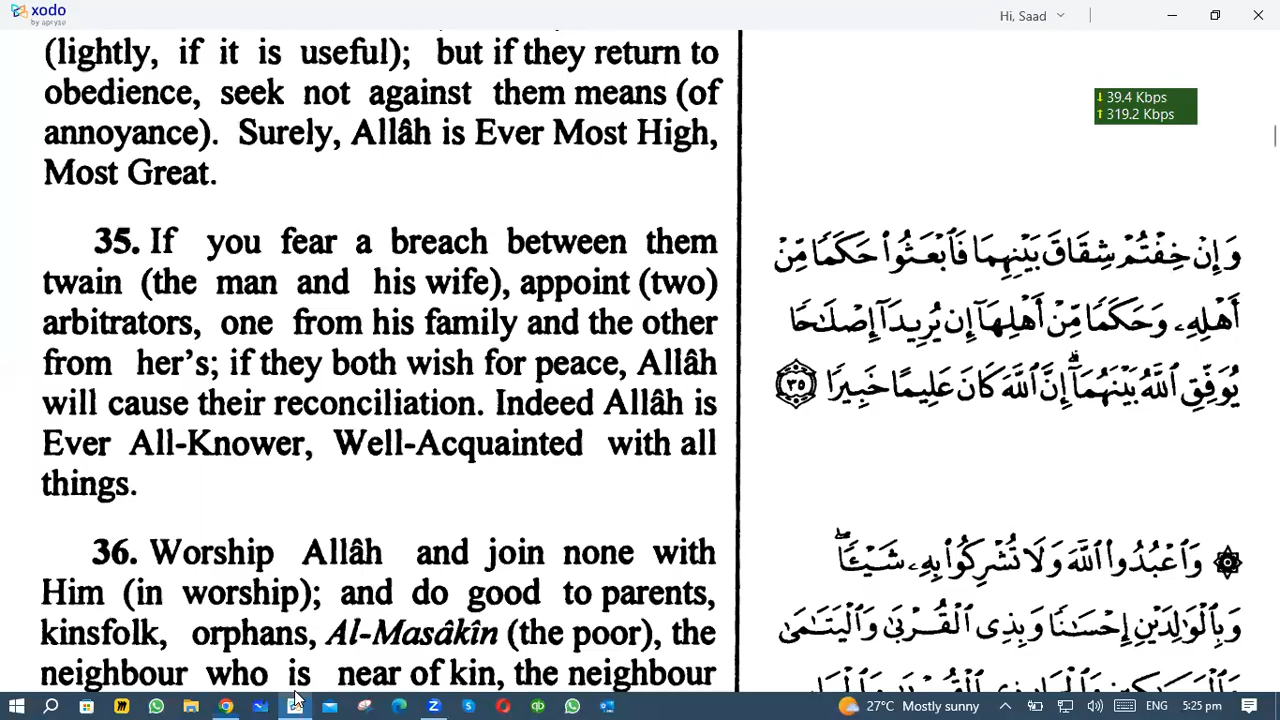 xodo
by apryse
Hi, Saad
↓ 39.4 Kbps
↑ 319.2 Kbps
(lightly, if it is useful); but if they return to
obedience, seek not against them means (of
annoyance). Surely, Allâh is Ever Most High,
Most Great.
35. If you fear a breach between them
twain (the man and his wife), appoint (two)
arbitrators, one from his family and the other
from her's; if they both wish for peace, Allâh
will cause their reconciliation. Indeed Allâh is
Ever All-Knower, Well-Acquainted with all
things.
36. Worship Allâh and join none with
Him (in worship); and do good to parents,
kinsfolk, orphans, Al-Masâkîn (the poor), the
neighbour who is near of kin, the neighbour
وَإِنْ خِفْتُمْ شِقَاقَ بَيْنِهِمَا فَٱبْعَثُوا۟ حَكَمًا مِّنْ
أَهْلِهِۦ وَحَكَمًا مِّنْ أَهْلِهَآ إِن يُرِيدَآ إِصْلَـٰحًا
يُوَفِّقِ ٱللَّهُ بَيْنَهُمَآ ۗ إِنَّ ٱللَّهَ كَانَ عَلِيمًا خَبِيرًا ٣٥
۞ وَٱعْبُدُوا۟ ٱللَّهَ وَلَا تُشْرِكُوا۟ بِهِۦ شَيْـًٔا ۖ
وَبِٱلْوَٰلِدَيْنِ إِحْسَـٰنًا وَبِذِى ٱلْقُرْبَىٰ وَٱلْيَتَـٰمَىٰ
27°C Mostly sunny
ENG
5:25 pm